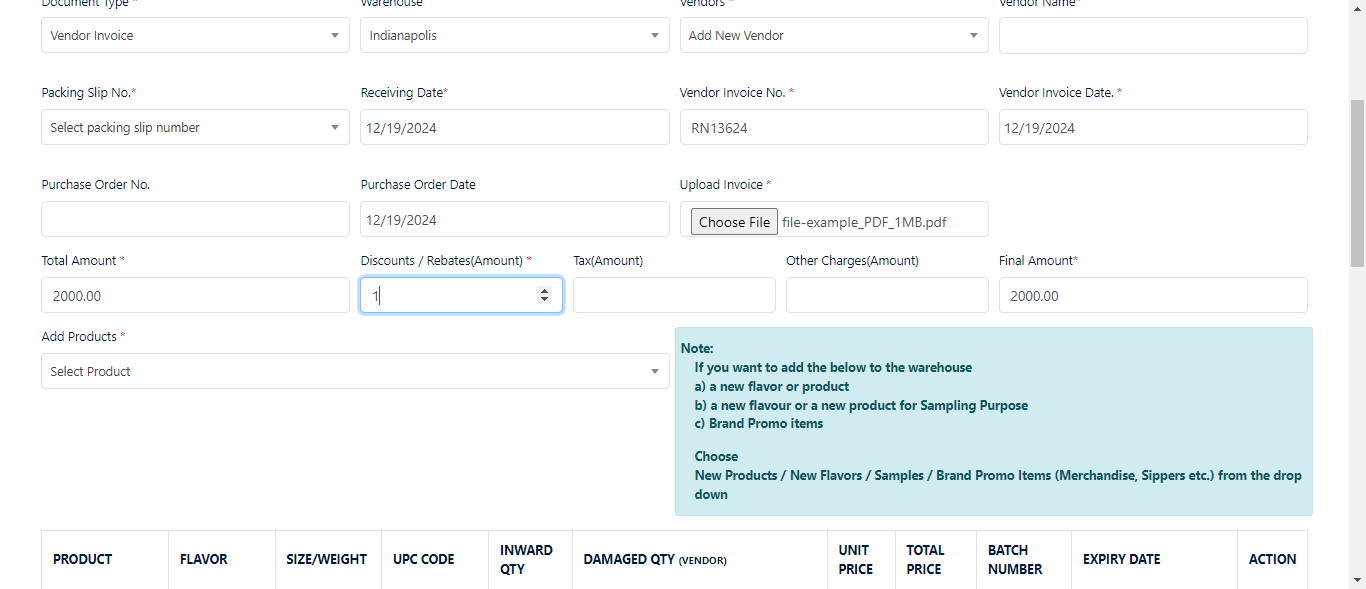 Document Type * Warehouse Vendors * Vendor Name*
Vendor Invoice Indianapolis Add New Vendor
Packing Slip No.* Receiving Date* Vendor Invoice No. * Vendor Invoice Date. *
Select packing slip number 12/19/2024 RN13624 12/19/2024
Purchase Order No. Purchase Order Date Upload Invoice *
12/19/2024 Choose File file-example_PDF_1MB.pdf
Total Amount * Discounts / Rebates(Amount) * Tax(Amount) Other Charges(Amount) Final Amount*
2000.00 1 2000.00
Add Products *
Select Product
Note:
If you want to add the below to the warehouse
a) a new flavor or product
b) a new flavour or a new product for Sampling Purpose
c) Brand Promo items
Choose
New Products / New Flavors / Samples / Brand Promo Items (Merchandise, Sippers etc.) from the drop
down
PRODUCT FLAVOR SIZE/WEIGHT UPC CODE INWARD QTY DAMAGED QTY (VENDOR) UNIT PRICE TOTAL PRICE BATCH NUMBER EXPIRY DATE ACTION